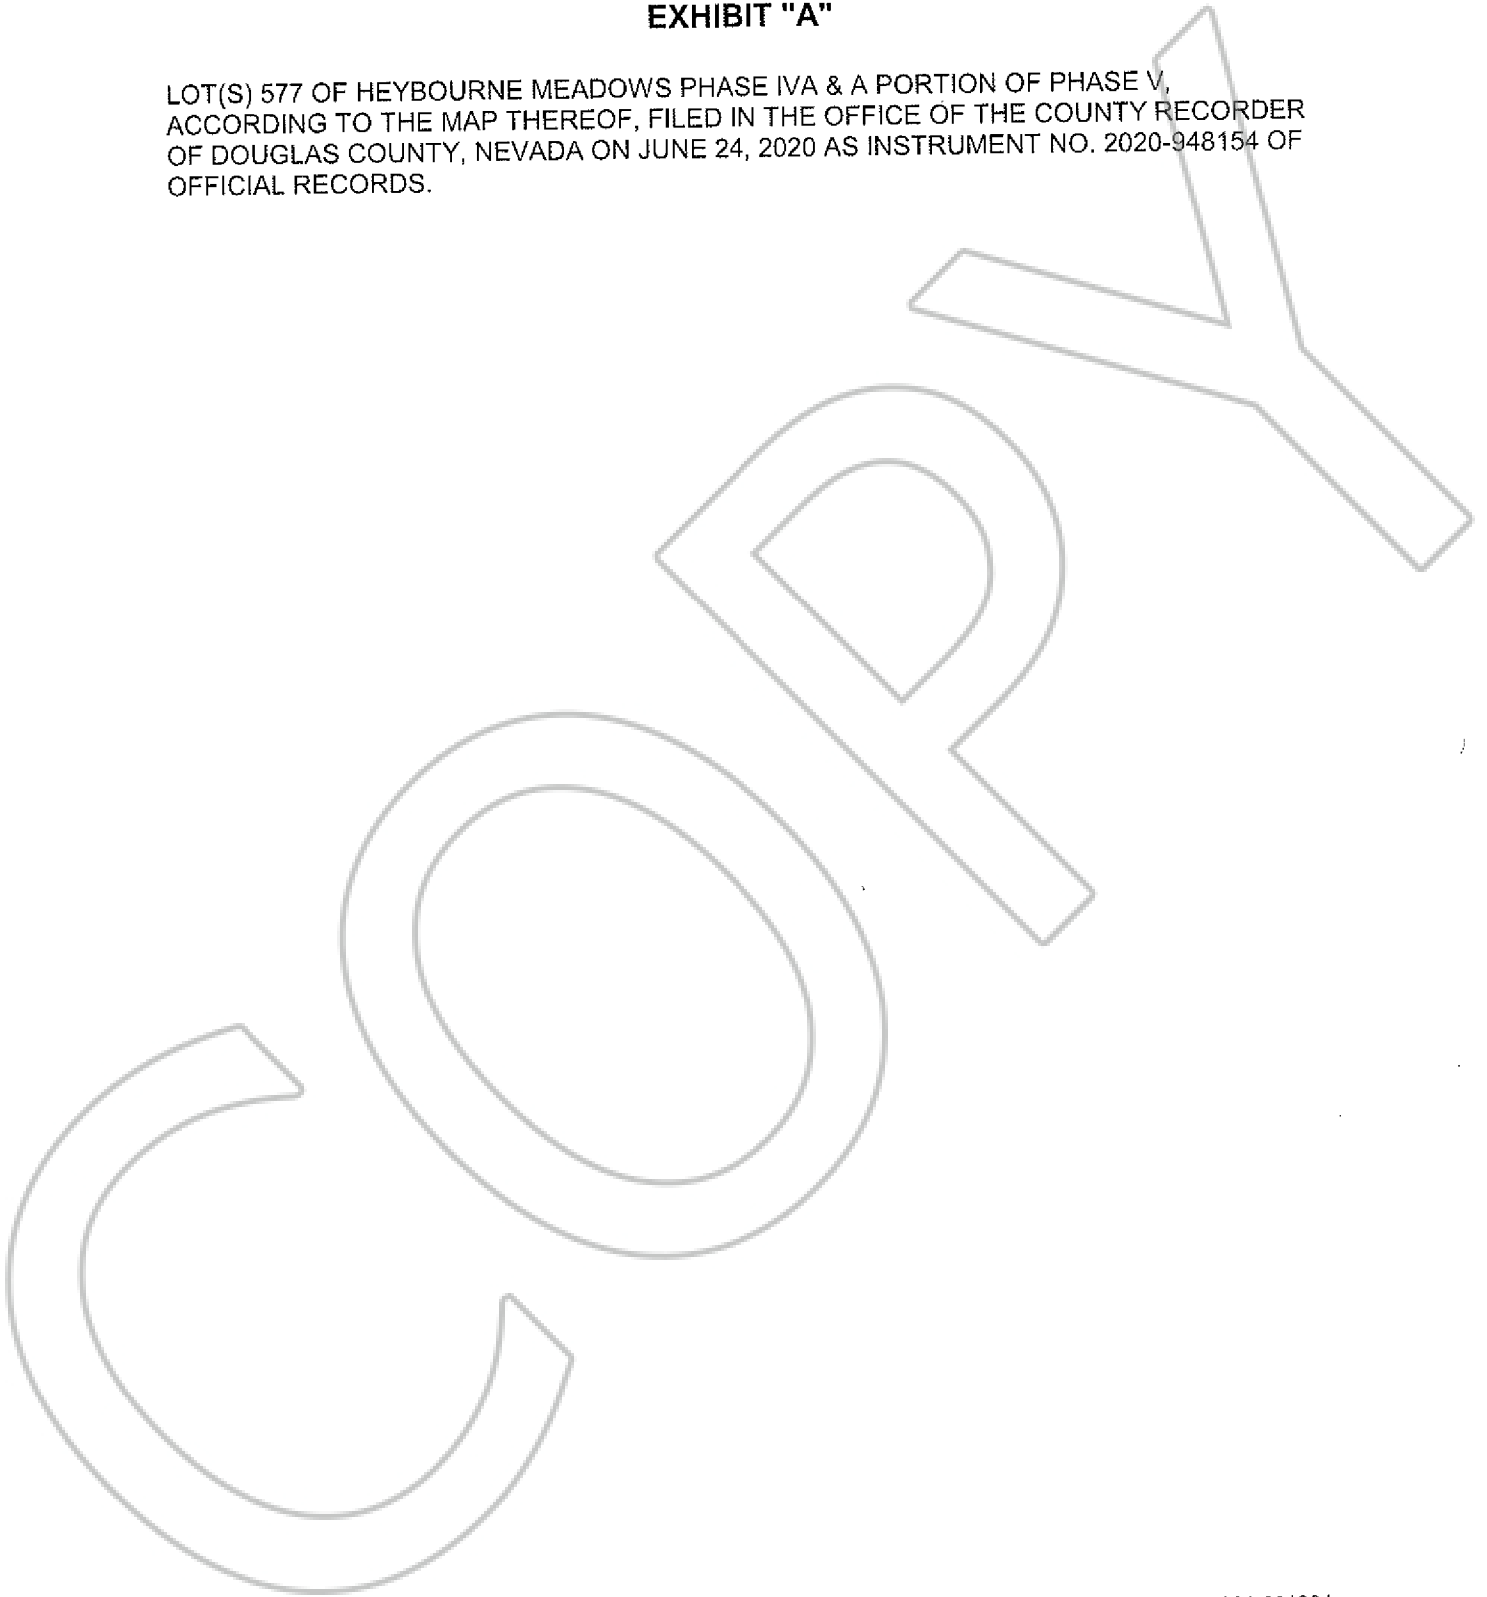 EXHIBIT "A"
LOT(S) 577 OF HEYBOURNE MEADOWS PHASE IVA & A PORTION OF PHASE V,
ACCORDING TO THE MAP THEREOF, FILED IN THE OFFICE OF THE COUNTY RECORDER
OF DOUGLAS COUNTY, NEVADA ON JUNE 24, 2020 AS INSTRUMENT NO. 2020-948154 OF
OFFICIAL RECORDS.
COPY